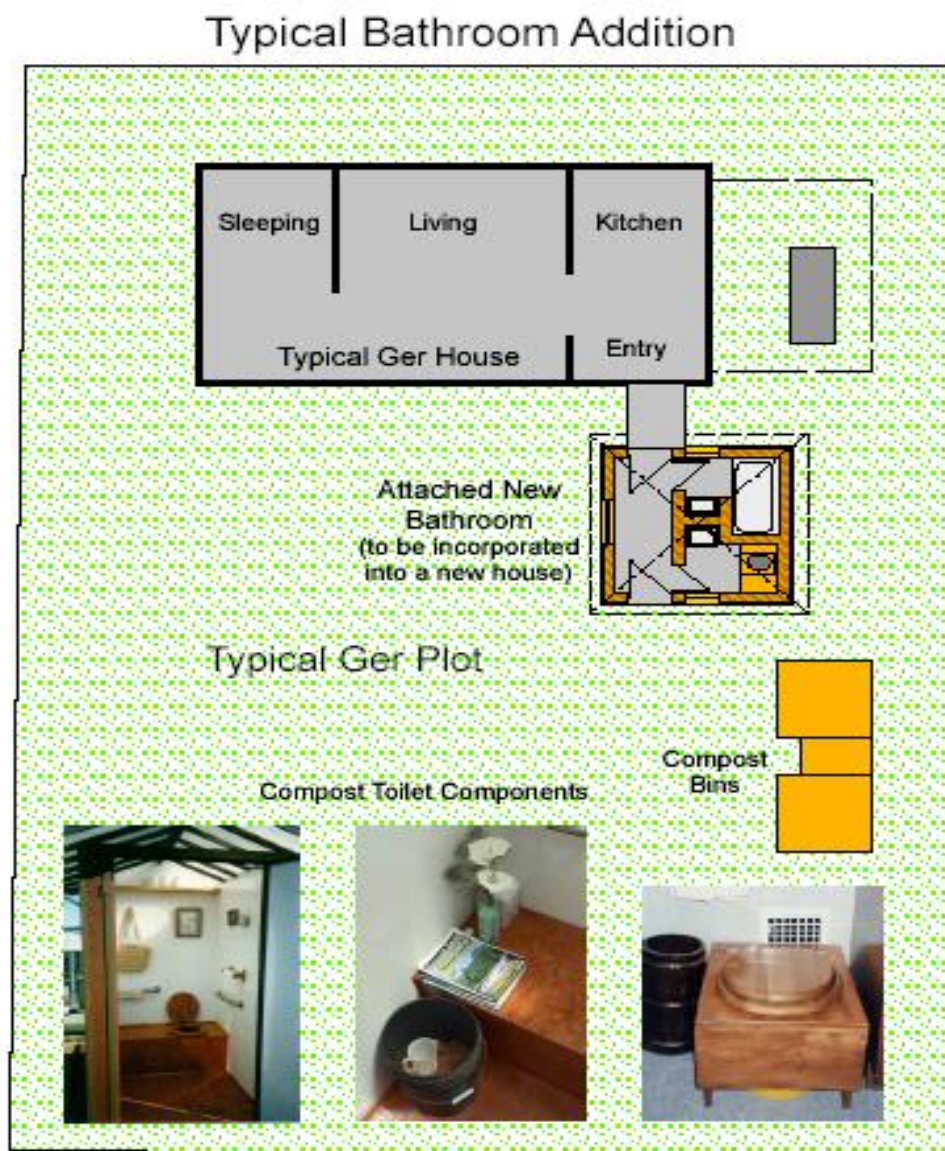 Typical Bathroom Addition
Sleeping
Living
Kitchen
Typical Ger House
Entry
Attached New
Bathroom
(to be incorporated
into a new house)
Typical Ger Plot
Compost
Bins
Compost Toilet Components